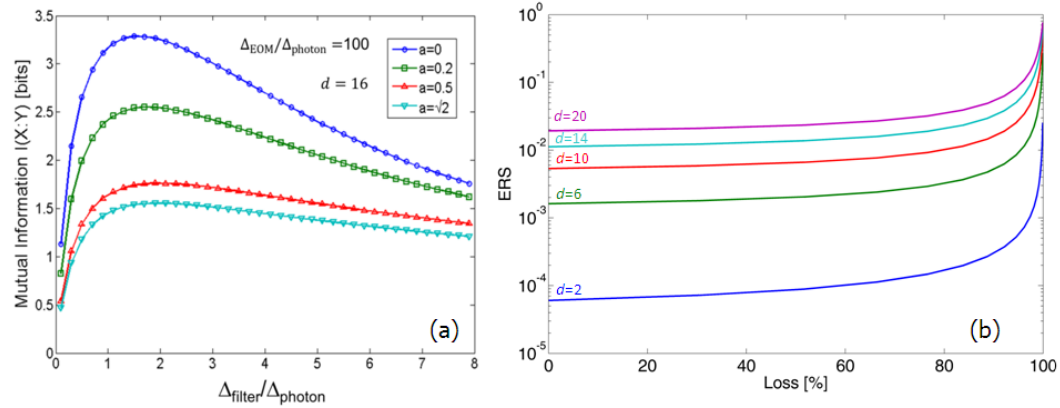 Mutual Information I(X:Y) [bits]
3.5
3
2.5
2
1.5
1
0.5
0
0 1 2 3 4 5 6 7 8
Δfilter/Δphoton
ΔEOM/Δphoton =100
d = 16
a=0
a=0.2
a=0.5
a=√2
(a)
ERS
10^0
10^-1
10^-2
10^-3
10^-4
10^-5
d=20
d=14
d=10
d=6
d=2
0 20 40 60 80 100
Loss [%]
(b)